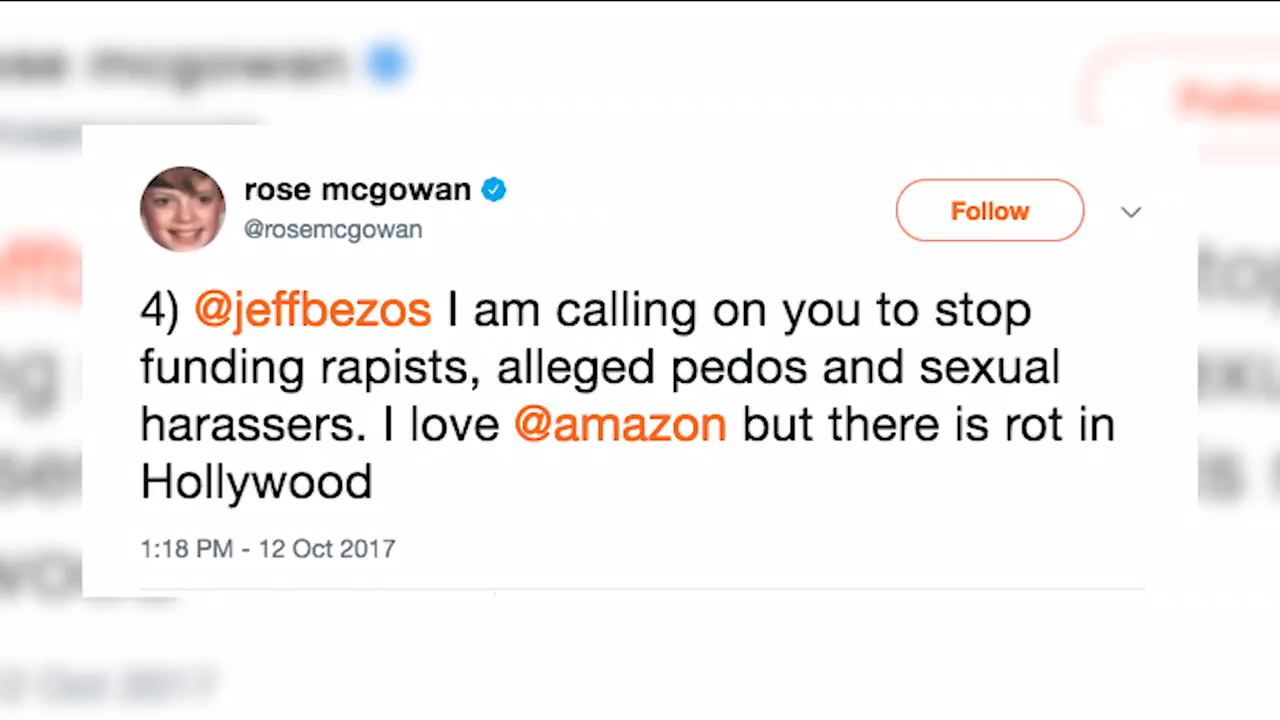 rose mcgowan
@rosemcgowan
Follow
4) @jeffbezos I am calling on you to stop
funding rapists, alleged pedos and sexual
harassers. I love @amazon but there is rot in
Hollywood
1:18 PM - 12 Oct 2017